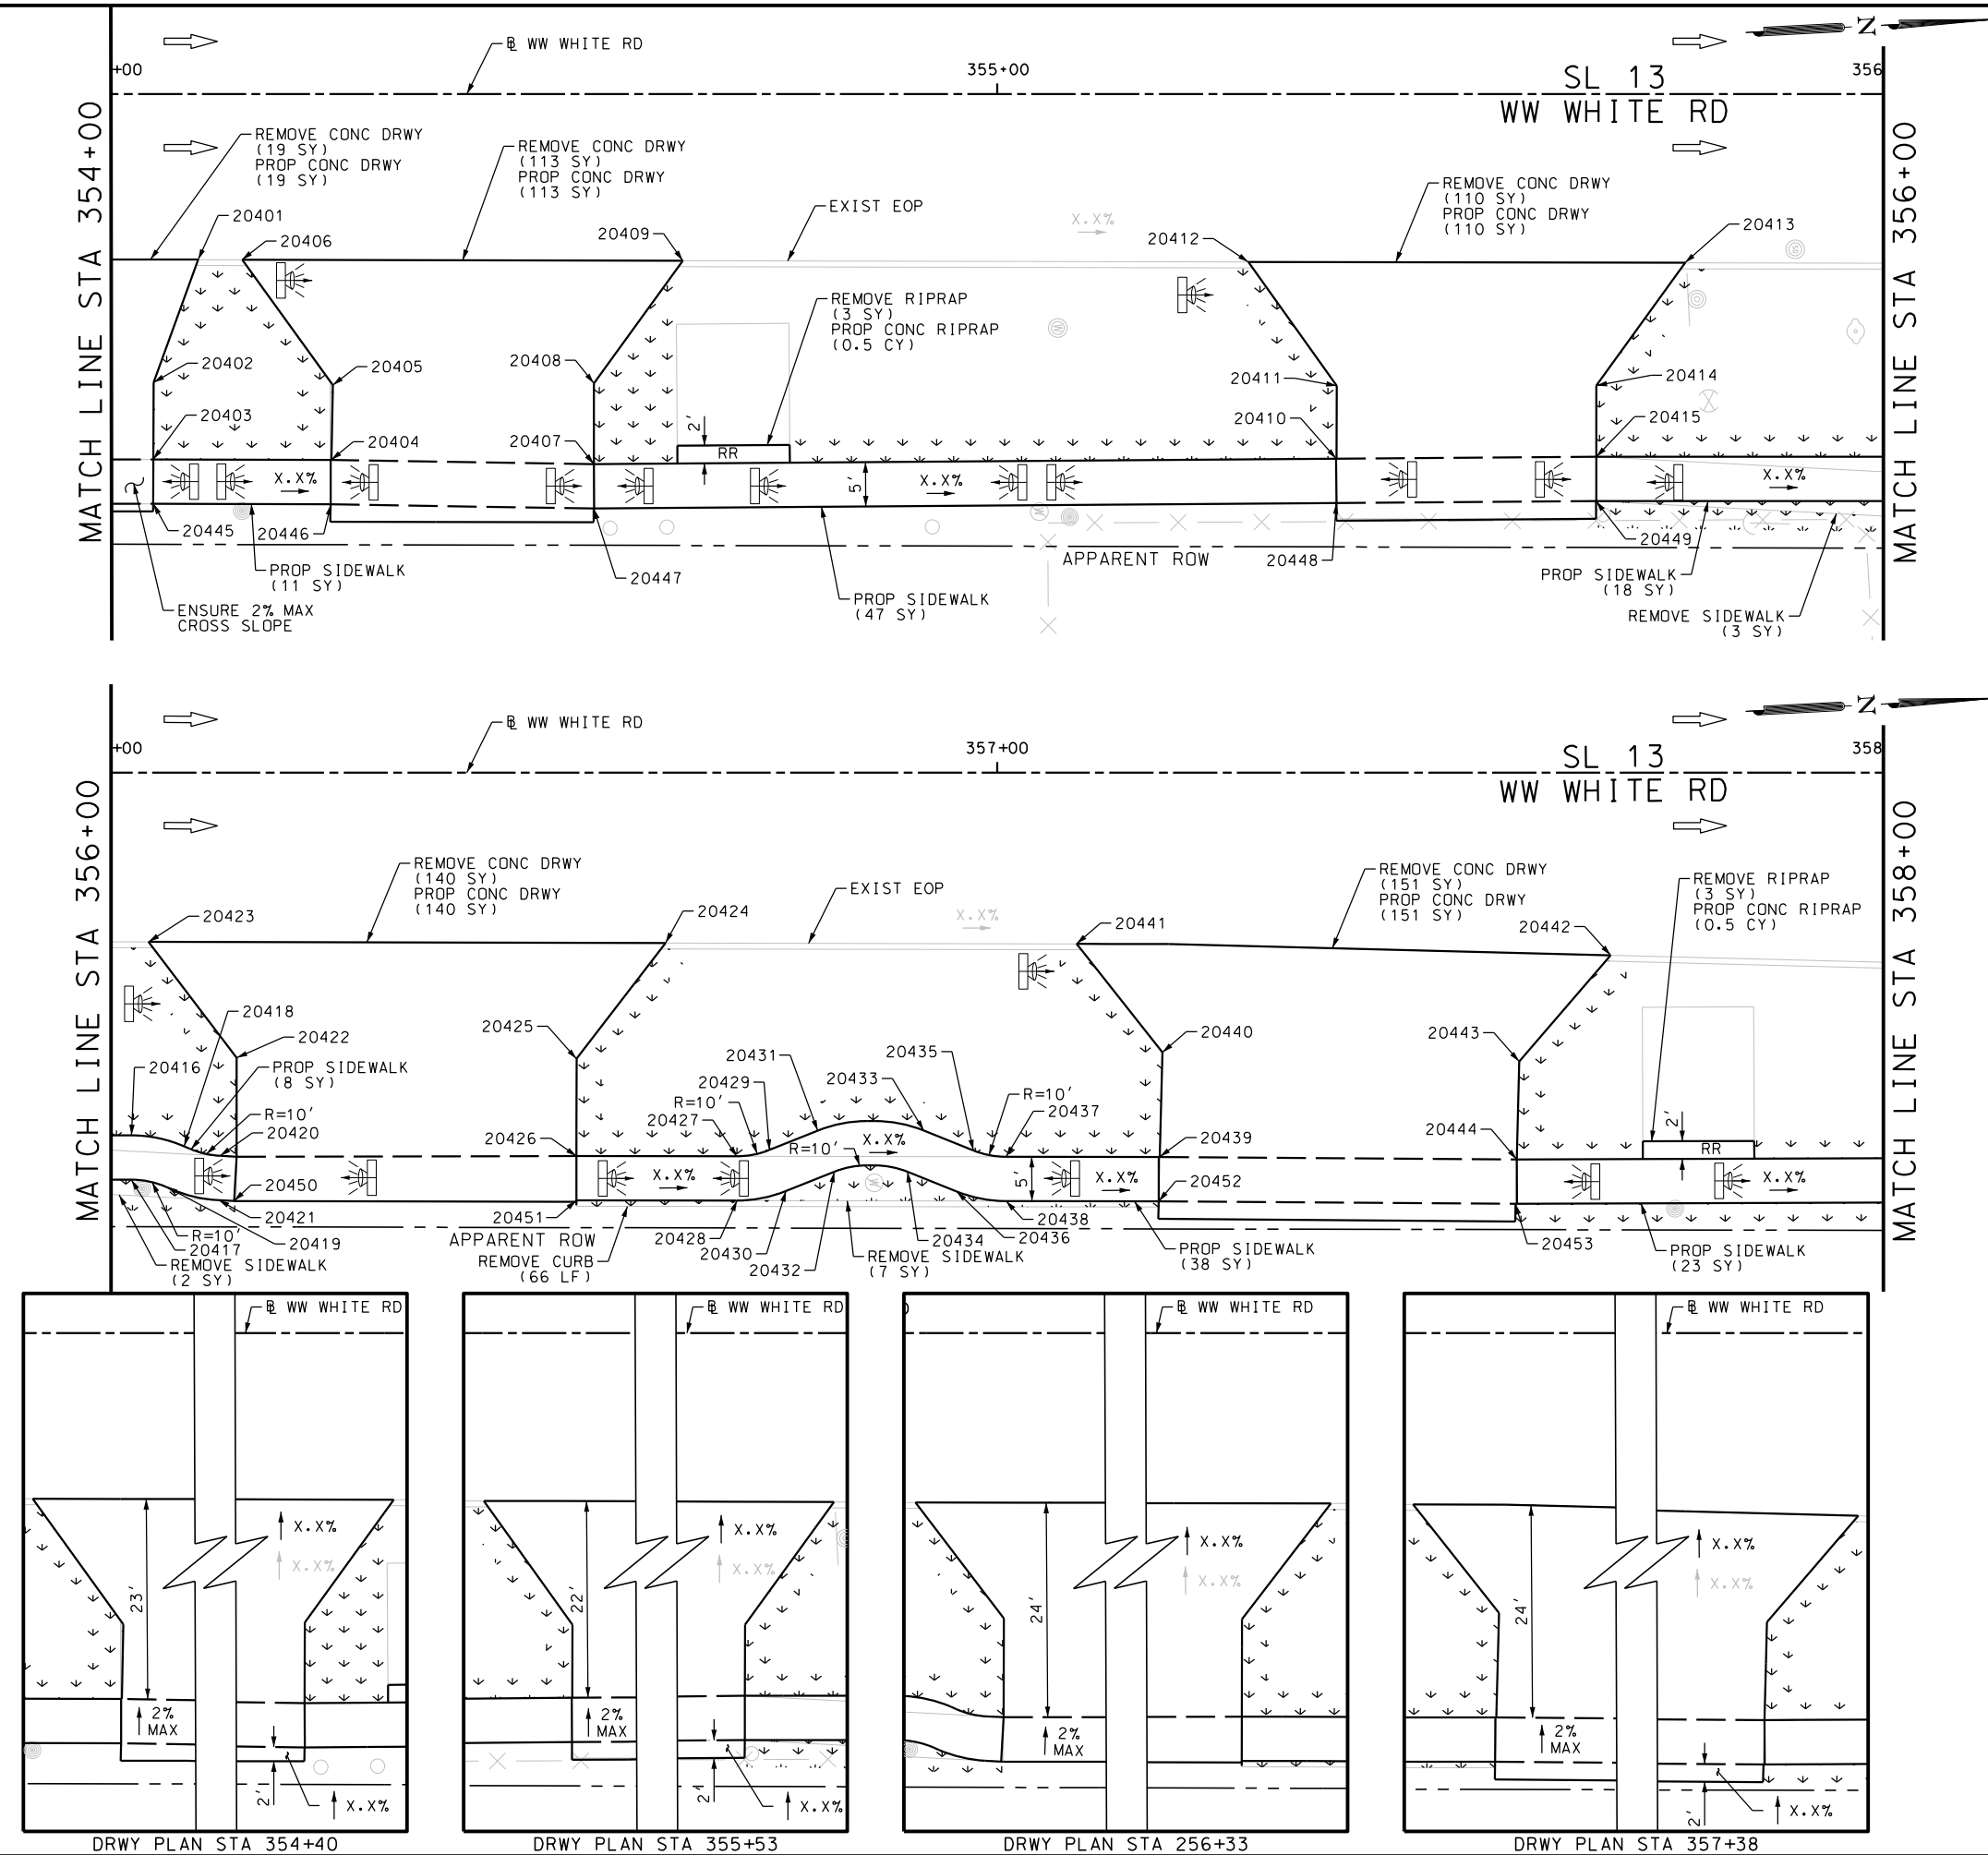 ℄ WW WHITE RD
N
+00
355+00
SL 13
356
WW WHITE RD
MATCH LINE STA 354+00
MATCH LINE STA 356+00
REMOVE CONC DRWY
(19 SY)
PROP CONC DRWY
(19 SY)
REMOVE CONC DRWY
(113 SY)
PROP CONC DRWY
(113 SY)
REMOVE CONC DRWY
(110 SY)
PROP CONC DRWY
(110 SY)
EXIST EOP
X.X%
20401
20406
20409
20412
20413
REMOVE RIPRAP
(3 SY)
PROP CONC RIPRAP
(0.5 CY)
20402
20405
20408
20411
20414
20403
20404
20407
2'
RR
20410
20415
X.X%
5'
X.X%
X.X%
20445
20446
20447
APPARENT ROW
20448
20449
PROP SIDEWALK
(11 SY)
PROP SIDEWALK
(47 SY)
PROP SIDEWALK
(18 SY)
ENSURE 2% MAX
CROSS SLOPE
REMOVE SIDEWALK
(3 SY)
℄ WW WHITE RD
N
+00
357+00
SL 13
358
WW WHITE RD
MATCH LINE STA 356+00
MATCH LINE STA 358+00
REMOVE CONC DRWY
(140 SY)
PROP CONC DRWY
(140 SY)
EXIST EOP
REMOVE CONC DRWY
(151 SY)
PROP CONC DRWY
(151 SY)
REMOVE RIPRAP
(3 SY)
PROP CONC RIPRAP
(0.5 CY)
20423
20424
X.X%
20441
20442
20418
20422
20425
20440
20443
20416
PROP SIDEWALK
(8 SY)
20431
20435
20429
20433
R=10'
R=10'
R=10'
20420
20427
20437
20426
R=10'
X.X%
20439
20444
2'
RR
X.X%
5'
X.X%
X.X%
20450
20452
20421
20451
20438
R=10'
20417
20419
APPARENT ROW
20428
20430
20434
20436
20453
REMOVE SIDEWALK
(2 SY)
REMOVE CURB
(66 LF)
20432
REMOVE SIDEWALK
(7 SY)
PROP SIDEWALK
(38 SY)
PROP SIDEWALK
(23 SY)
℄ WW WHITE RD
23'
X.X%
X.X%
2%
MAX
2'
X.X%
DRWY PLAN STA 354+40
℄ WW WHITE RD
22'
X.X%
X.X%
2%
MAX
2'
X.X%
DRWY PLAN STA 355+53
℄ WW WHITE RD
24'
X.X%
X.X%
2%
MAX
DRWY PLAN STA 256+33
℄ WW WHITE RD
24'
X.X%
X.X%
2%
MAX
2'
X.X%
DRWY PLAN STA 357+38